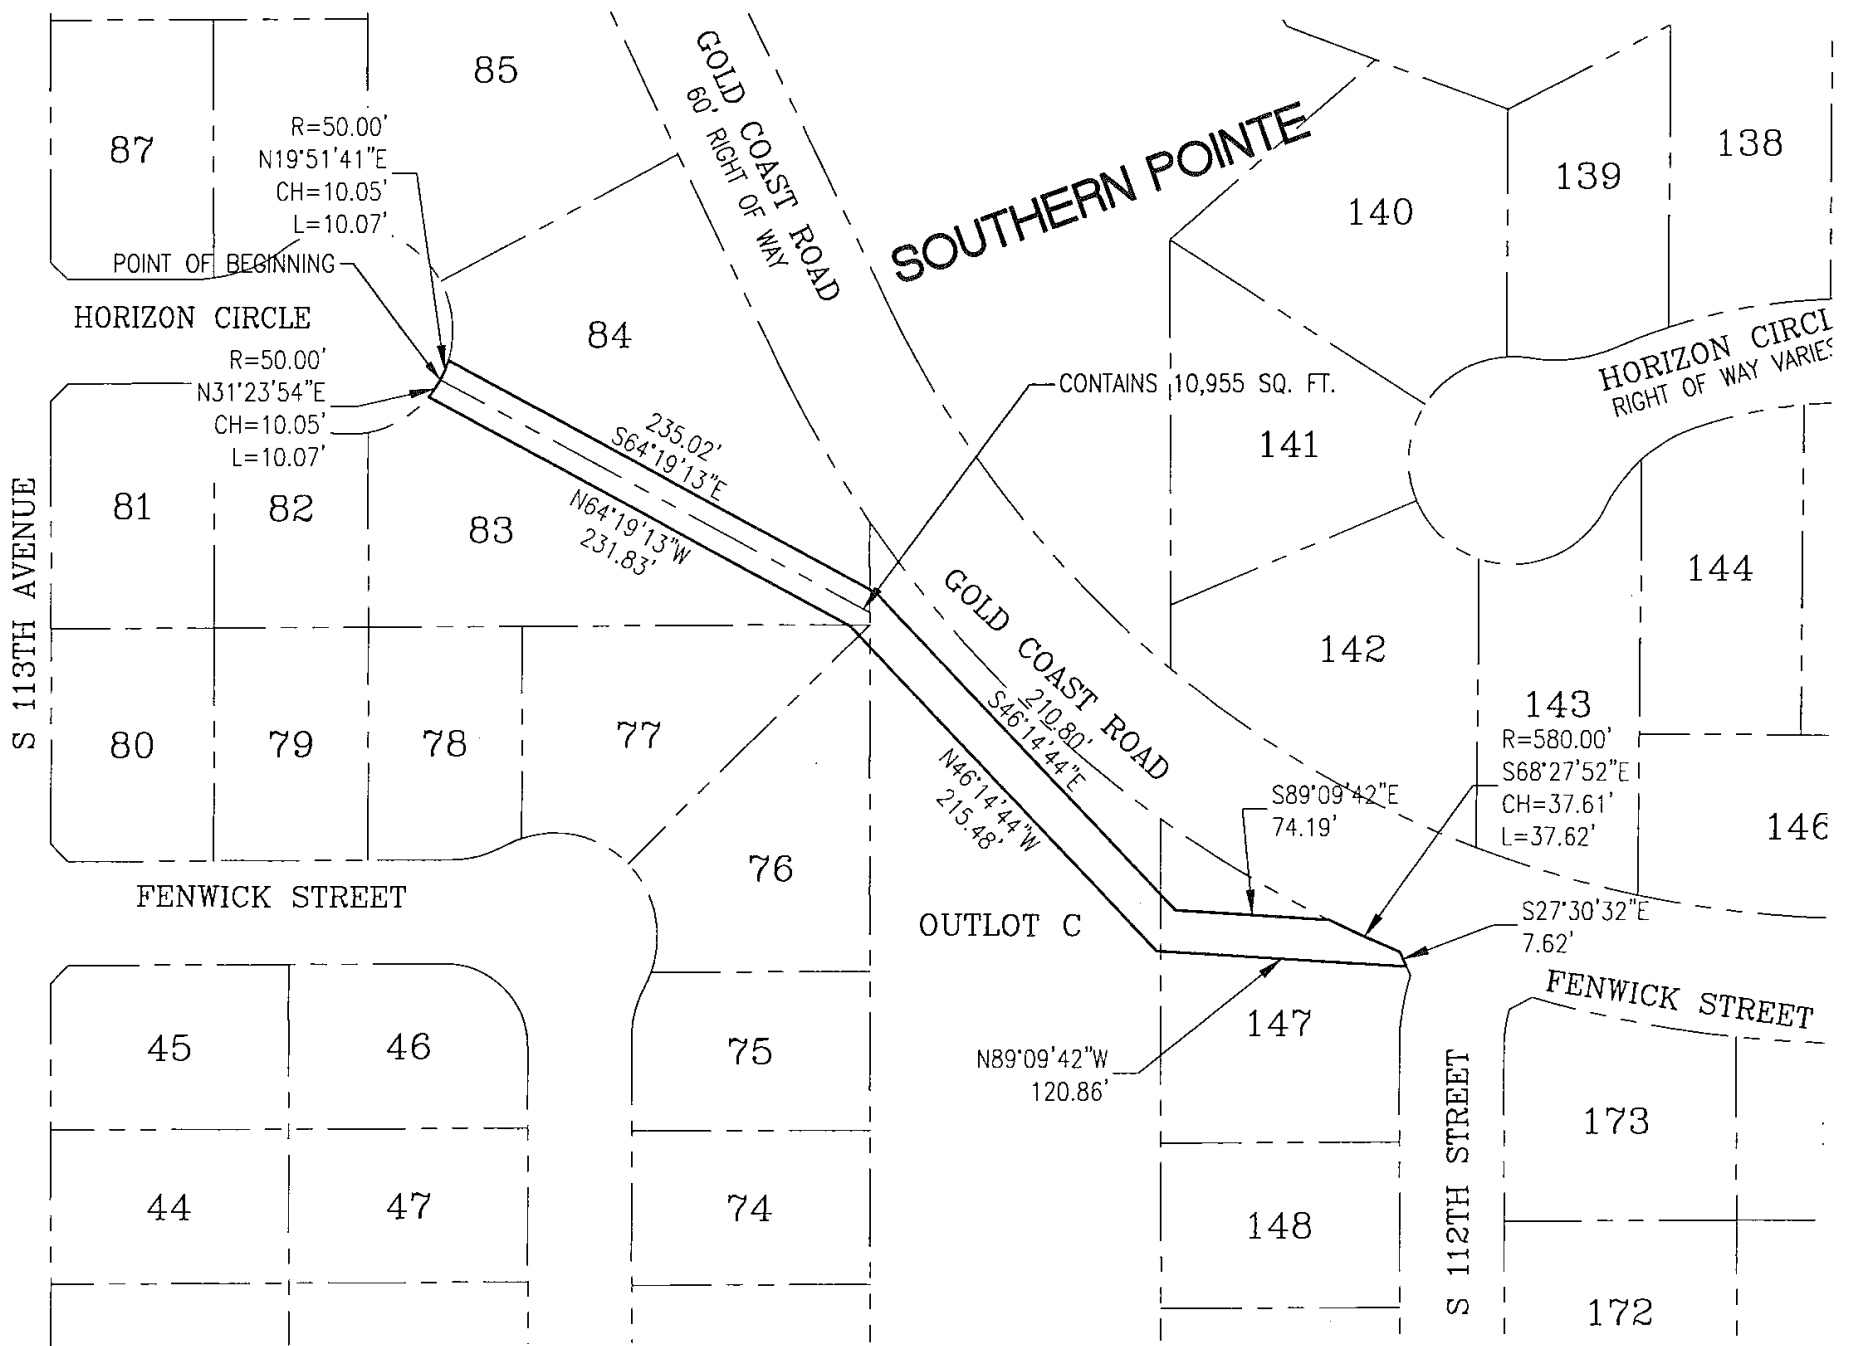 85
GOLD COAST ROAD
60' RIGHT OF WAY
SOUTHERN POINTE
138
139
140
87
R=50.00'
N19°51'41"E
CH=10.05'
L=10.07'
POINT OF BEGINNING
HORIZON CIRCLE
84
R=50.00'
N31°23'54"E
CH=10.05'
L=10.07'
235.02'
S64°19'13"E
N64°19'13"W
231.83'
CONTAINS 10,955 SQ. FT.
HORIZON CIRCL
RIGHT OF WAY VARIES
141
S 113TH AVENUE
81
82
83
144
GOLD COAST ROAD
142
143
210.80'
S46°14'44"E
N46°14'44"W
215.48'
80
79
78
77
R=580.00'
S68°27'52"E
CH=37.61'
L=37.62'
S89°09'42"E
74.19'
146
76
FENWICK STREET
OUTLOT C
S27°30'32"E
7.62'
FENWICK STREET
147
N89°09'42"W
120.86'
45
46
75
173
S 112TH STREET
44
47
74
148
172